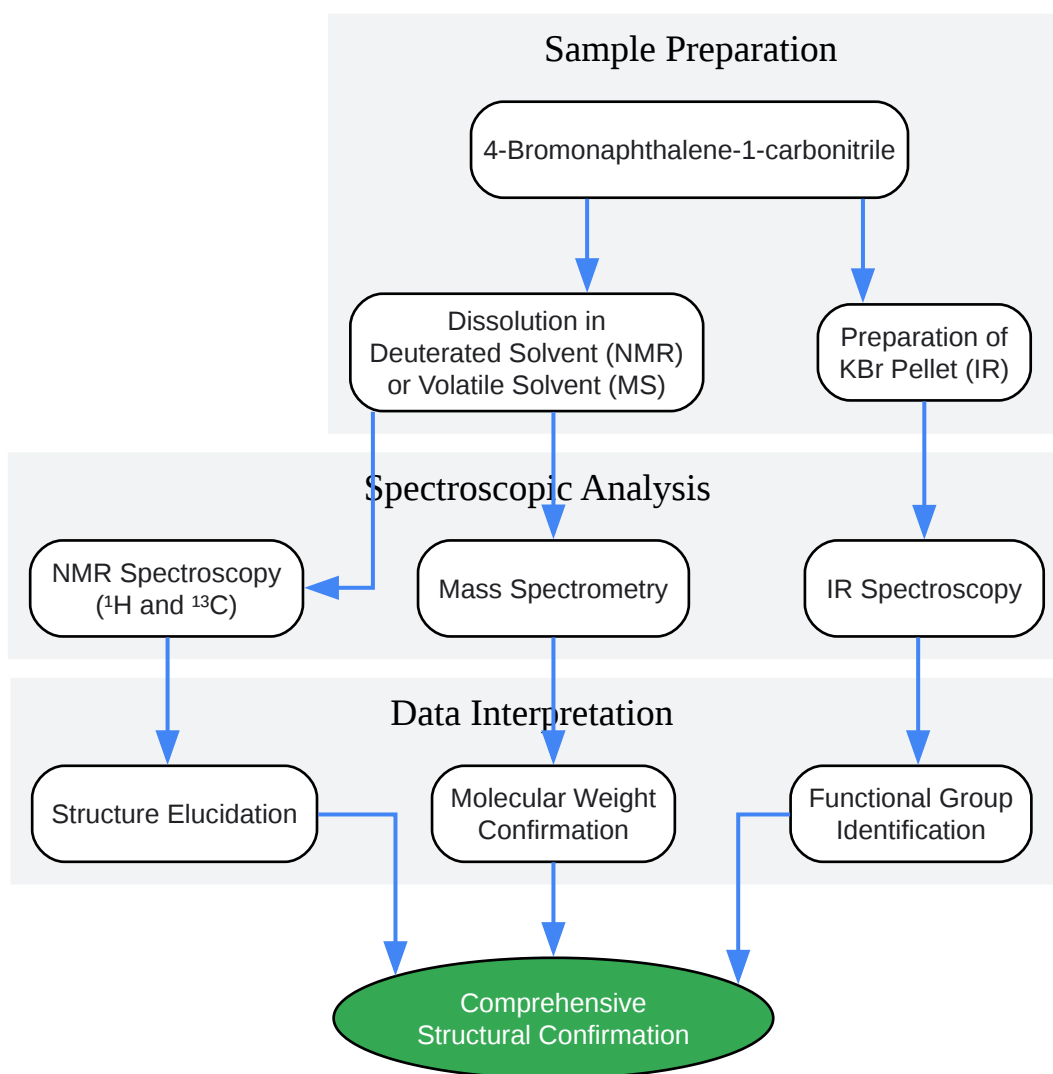 Sample Preparation
4-Bromonaphthalene-1-carbonitrile
Dissolution in
Deuterated Solvent (NMR)
or Volatile Solvent (MS)
Preparation of
KBr Pellet (IR)
Spectroscopic Analysis
NMR Spectroscopy
(¹H and ¹³C)
Mass Spectrometry
IR Spectroscopy
Data Interpretation
Structure Elucidation
Molecular Weight
Confirmation
Functional Group
Identification
Comprehensive
Structural Confirmation